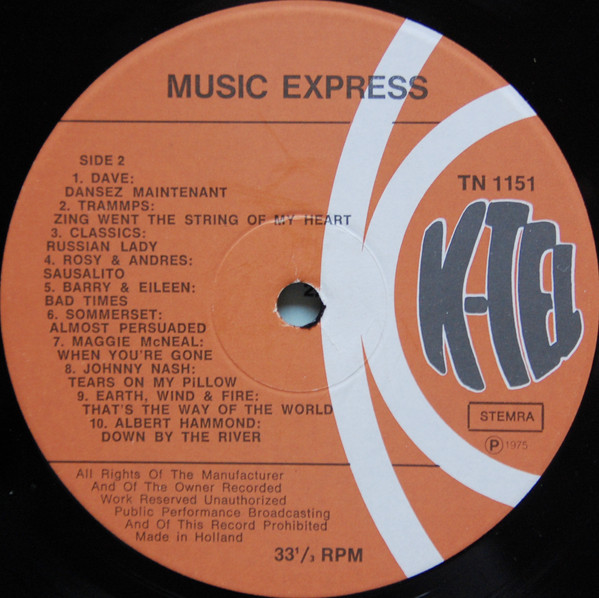 MUSIC EXPRESS
SIDE 2
1. DAVE:
DANSEZ MAINTENANT
2. TRAMMPS:
ZING WENT THE STRING OF MY HEART
3. CLASSICS:
RUSSIAN LADY
4. ROSY & ANDRES:
SAUSALITO
5. BARRY & EILEEN:
BAD TIMES
6. SOMMERSET:
ALMOST PERSUADED
7. MAGGIE McNEAL:
WHEN YOU'RE GONE
8. JOHNNY NASH:
TEARS ON MY PILLOW
9. EARTH, WIND & FIRE:
THAT'S THE WAY OF THE WORLD
10. ALBERT HAMMOND:
DOWN BY THE RIVER
TN 1151
K-TEL
STEMRA
Ⓟ 1975
All Rights Of The Manufacturer
And Of The Owner Recorded
Work Reserved Unauthorized
Public Performance Broadcasting
And Of This Record Prohibited
Made in Holland
33¹/₃ RPM